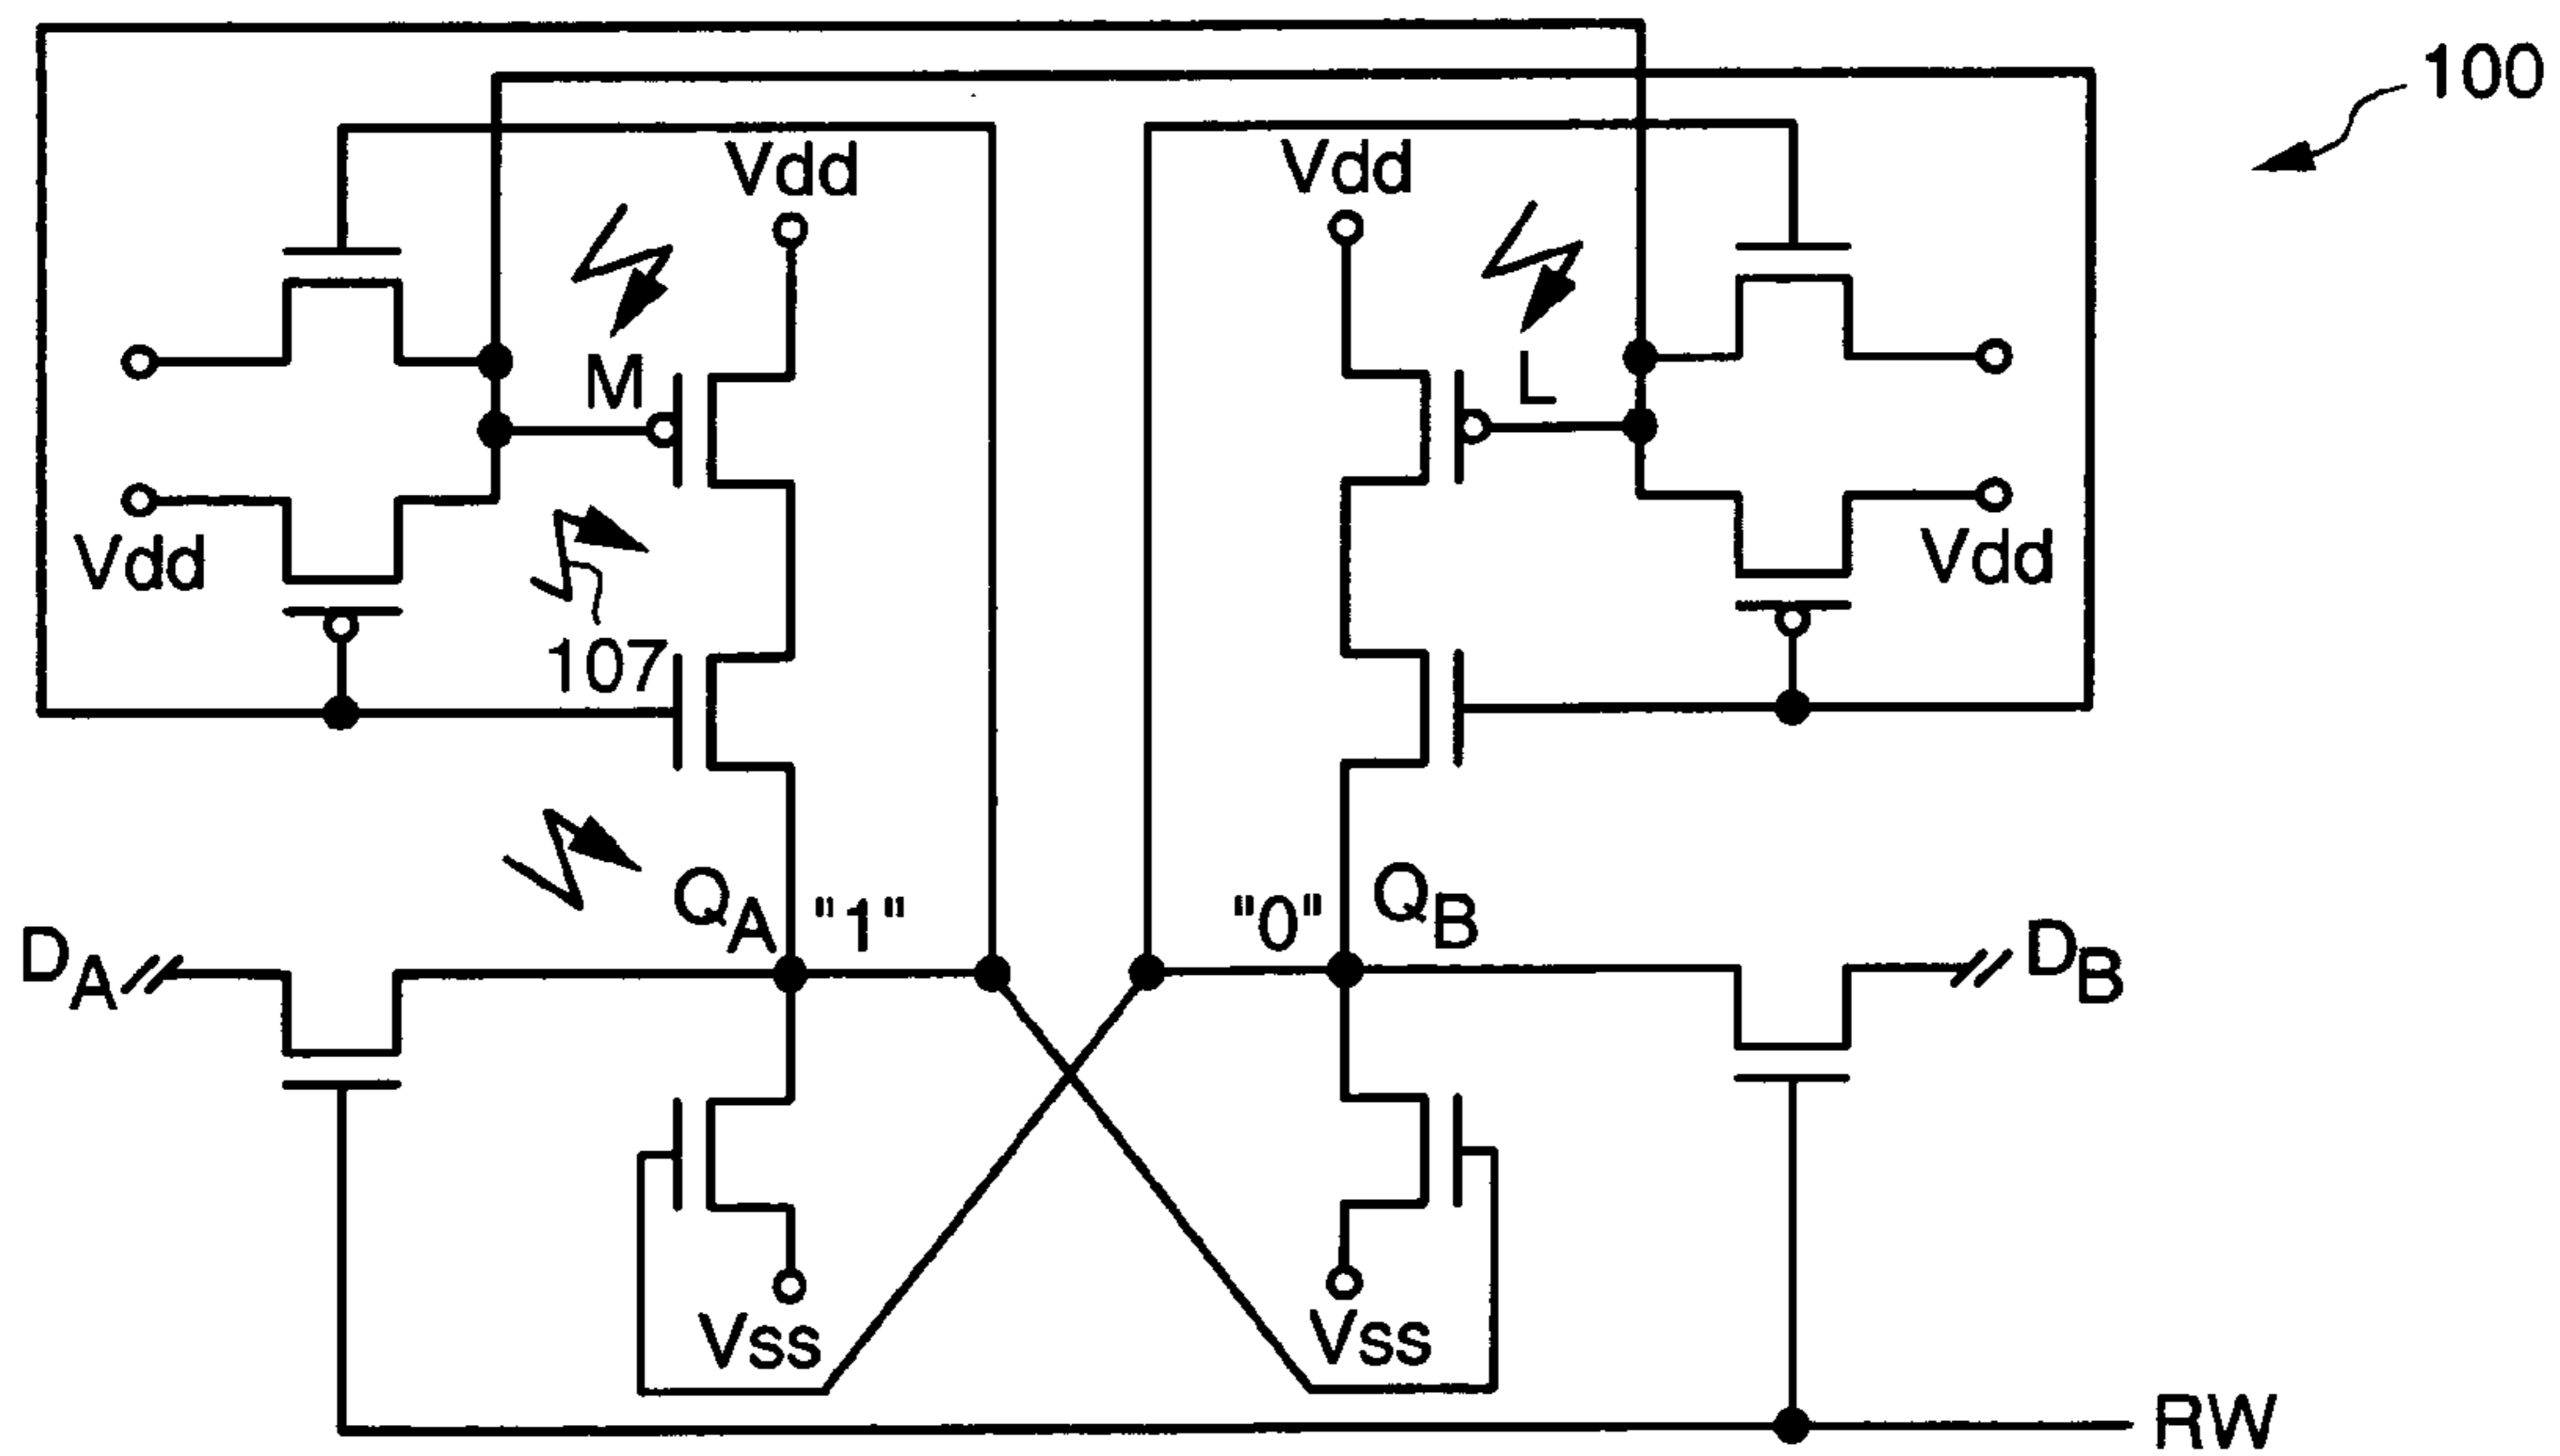 100
Vdd
Vdd
M
L
Vdd
Vdd
107
QA "1"
"0" QB
DA
DB
Vss
Vss
RW